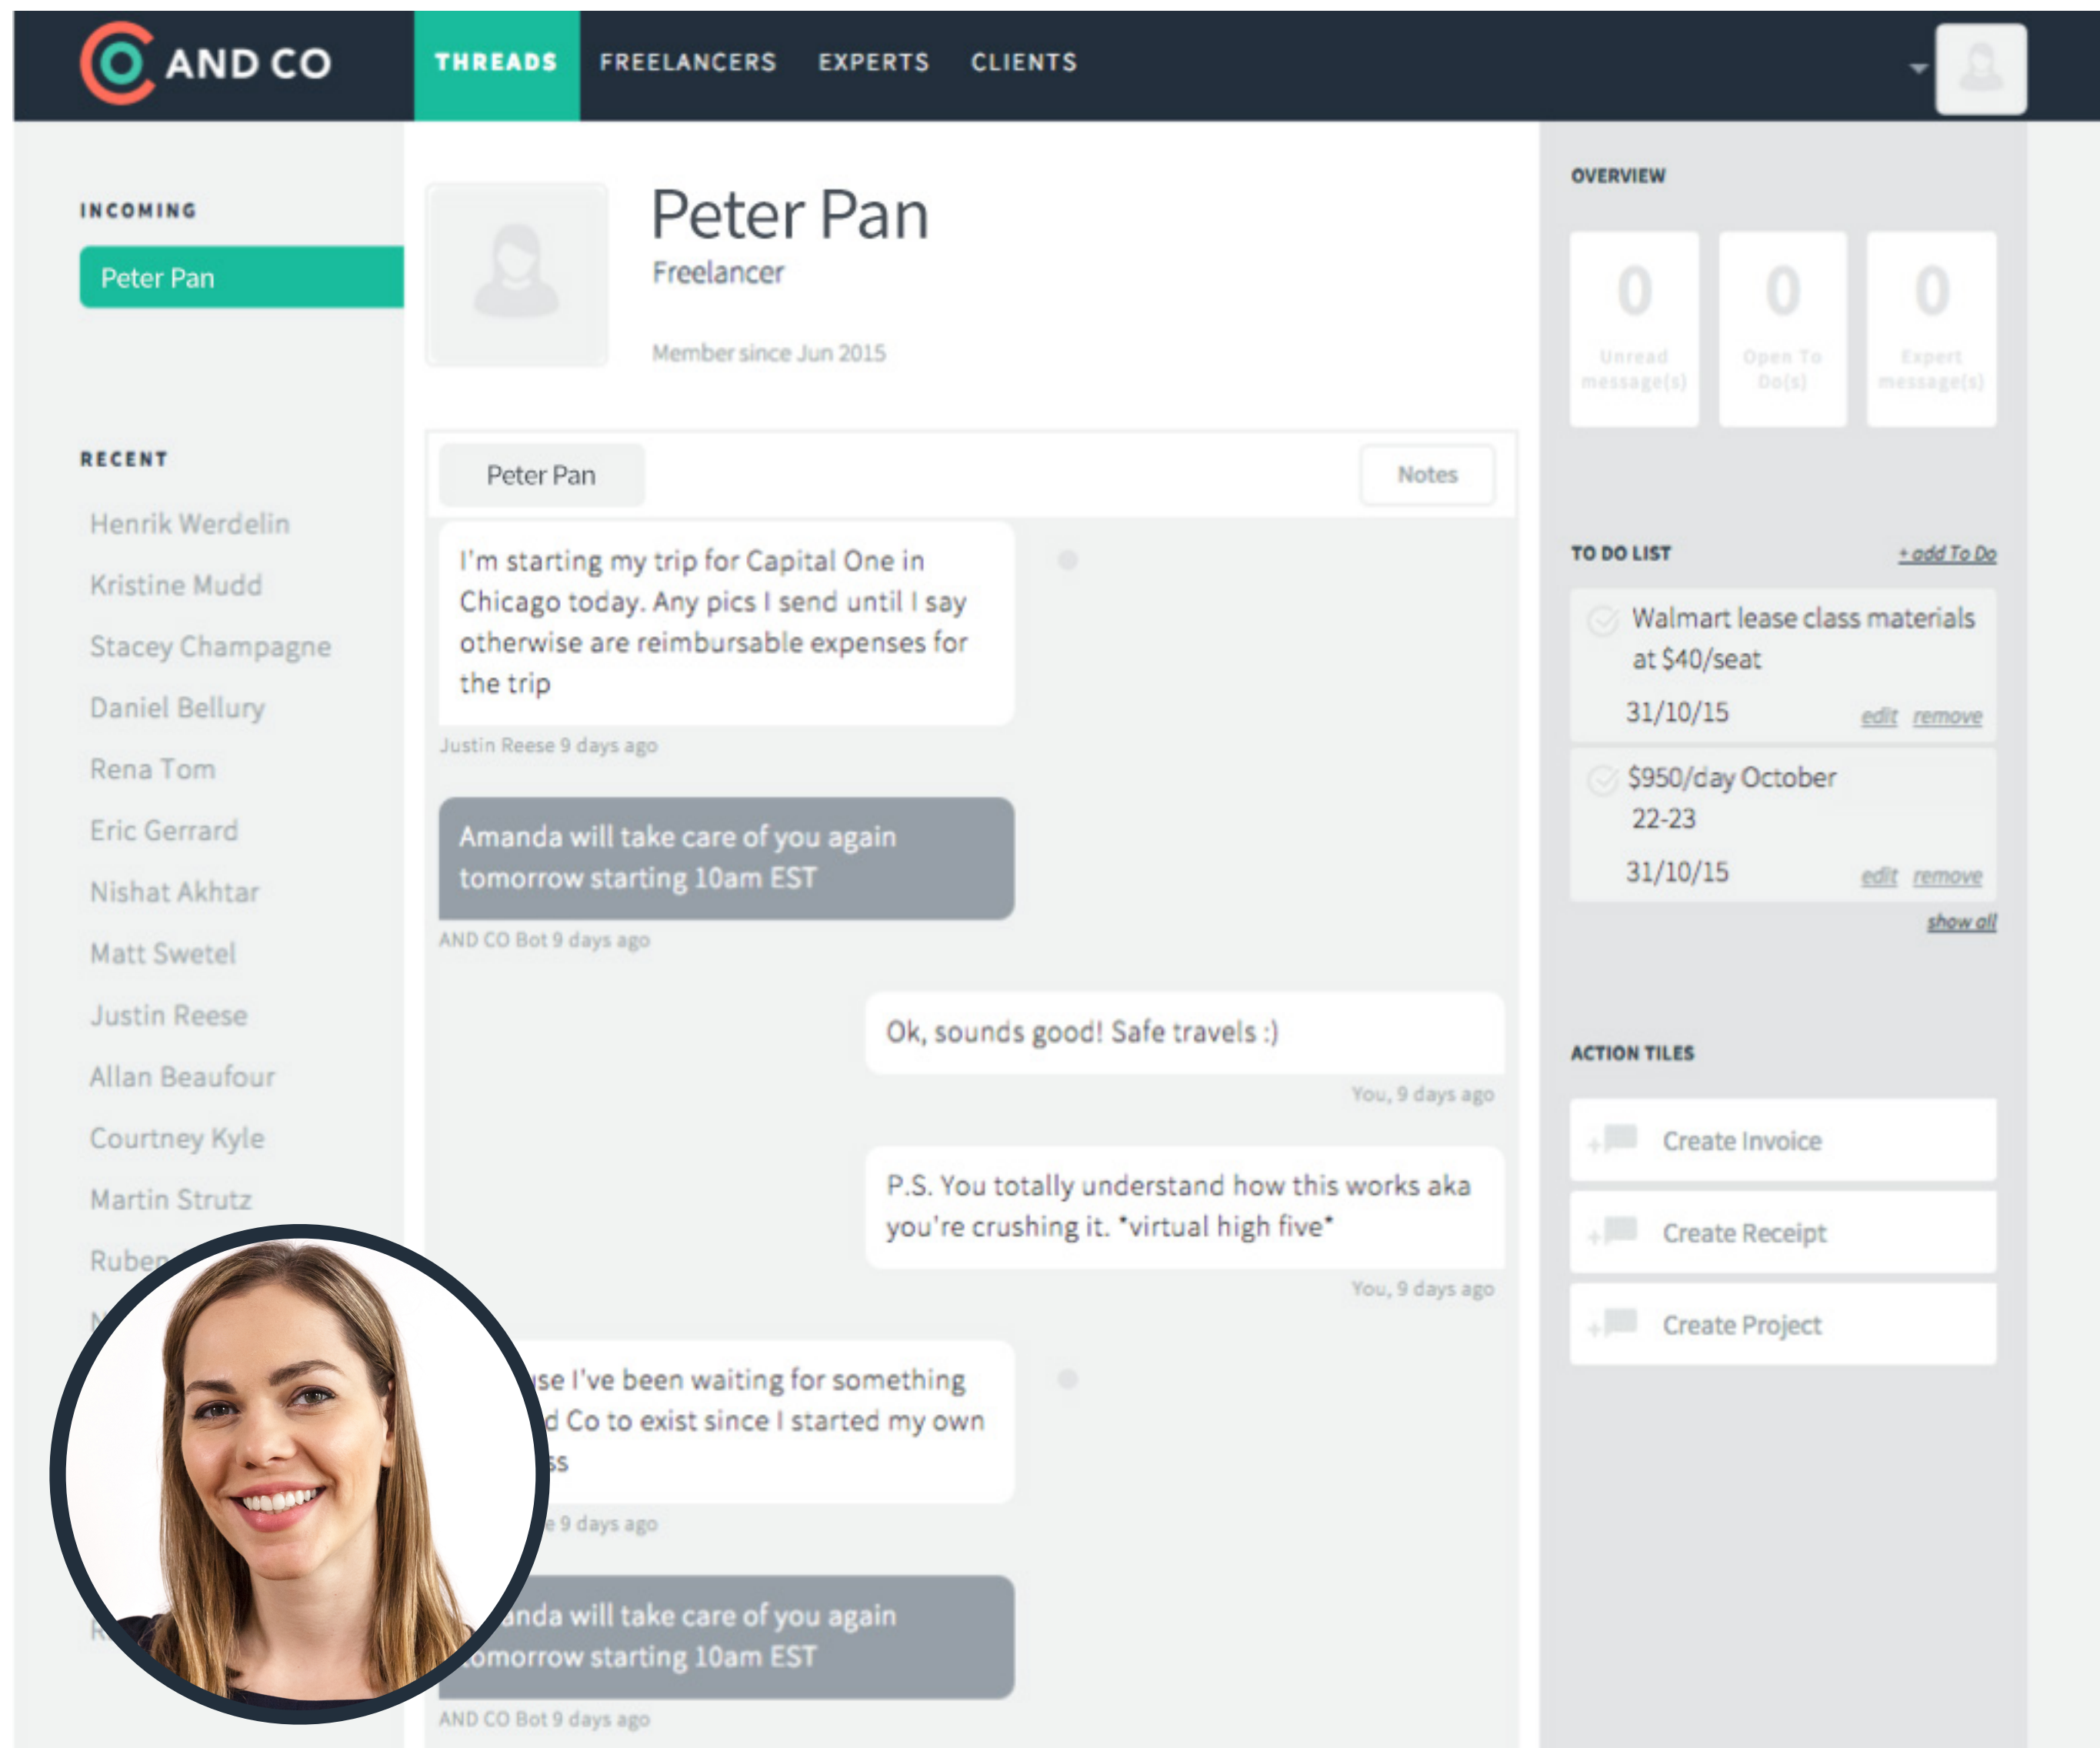 AND CO
THREADS
FREELANCERS
EXPERTS
CLIENTS
INCOMING
Peter Pan
RECENT
Henrik Werdelin
Kristine Mudd
Stacey Champagne
Daniel Bellury
Rena Tom
Eric Gerrard
Nishat Akhtar
Matt Swetel
Justin Reese
Allan Beaufour
Courtney Kyle
Martin Strutz
Ruben
Peter Pan
Freelancer
Member since Jun 2015
Peter Pan
Notes
I'm starting my trip for Capital One in
Chicago today. Any pics I send until I say
otherwise are reimbursable expenses for
the trip
Justin Reese 9 days ago
Amanda will take care of you again
tomorrow starting 10am EST
AND CO Bot 9 days ago
Ok, sounds good! Safe travels :)
You, 9 days ago
P.S. You totally understand how this works aka
you're crushing it. *virtual high five*
You, 9 days ago
I've been waiting for something
Co to exist since I started my own
9 days ago
will take care of you again
tomorrow starting 10am EST
AND CO Bot 9 days ago
OVERVIEW
0
Unread
message(s)
0
Open To
Do(s)
0
Expert
message(s)
TO DO LIST
+ add To Do
Walmart lease class materials
at $40/seat
31/10/15
edit remove
$950/day October
22-23
31/10/15
edit remove
show all
ACTION TILES
Create Invoice
Create Receipt
Create Project